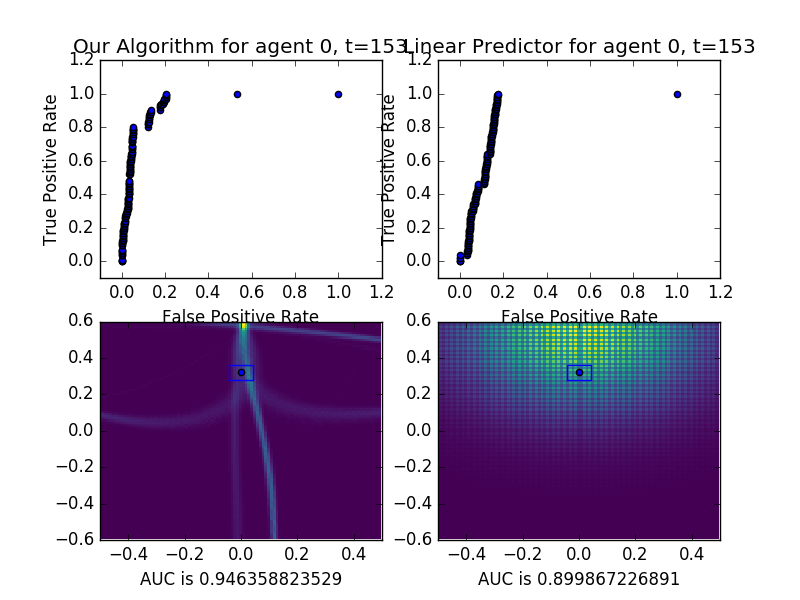 Our Algorithm for agent 0, t=153
Linear Predictor for agent 0, t=153
True Positive Rate
1.2
1.0
0.8
0.6
0.4
0.2
0.0
0.0 0.2 0.4 0.6 0.8 1.0 1.2
False Positive Rate
True Positive Rate
1.2
1.0
0.8
0.6
0.4
0.2
0.0
0.0 0.2 0.4 0.6 0.8 1.0 1.2
False Positive Rate
0.6
0.4
0.2
0.0
−0.2
−0.4
−0.6
−0.4 −0.2 0.0 0.2 0.4
AUC is 0.946358823529
0.6
0.4
0.2
0.0
−0.2
−0.4
−0.6
−0.4 −0.2 0.0 0.2 0.4
AUC is 0.899867226891